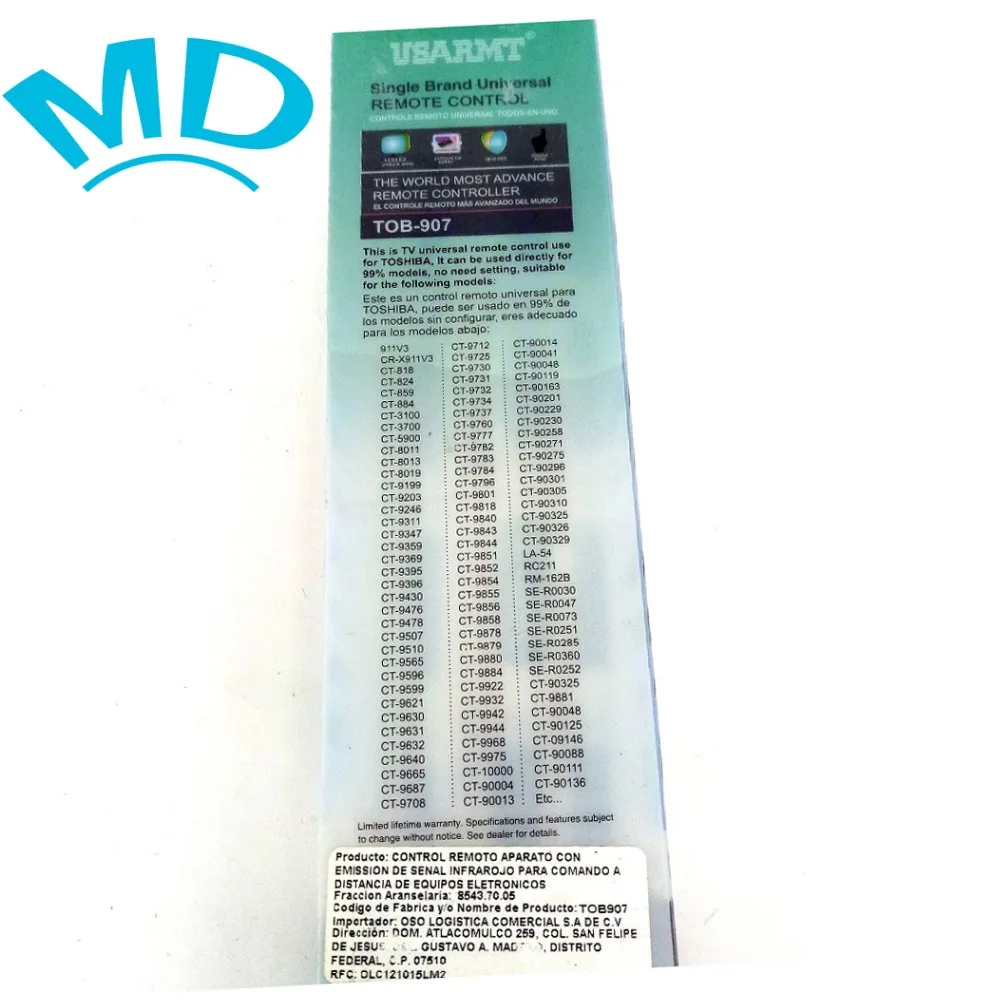 MD
USARMT®
Single Brand Universal
REMOTE CONTROL
CONTROLE REMOTO UNIVERSAL TODOS-EN-UNO
THE WORLD MOST ADVANCE
REMOTE CONTROLLER
EL CONTROLE REMOTO MÁS AVANZADO DEL MUNDO
TOB-907
This is TV universal remote control use
for TOSHIBA, It can be used directly for
99% models, no need setting, suitable
for the following models:
Este es un control remoto universal para
TOSHIBA, puede ser usado en 99% de
los modelos sin configurar, eres adecuado
para los modelos abajo:
911V3
CR-X911V3
CT-818
CT-824
CT-859
CT-884
CT-3100
CT-3700
CT-5900
CT-8011
CT-8013
CT-8019
CT-9199
CT-9203
CT-9246
CT-9311
CT-9347
CT-9359
CT-9369
CT-9395
CT-9396
CT-9430
CT-9476
CT-9478
CT-9507
CT-9510
CT-9565
CT-9596
CT-9599
CT-9621
CT-9630
CT-9631
CT-9632
CT-9640
CT-9665
CT-9687
CT-9708
CT-9712
CT-9725
CT-9730
CT-9731
CT-9732
CT-9734
CT-9737
CT-9760
CT-9777
CT-9782
CT-9783
CT-9784
CT-9796
CT-9801
CT-9818
CT-9840
CT-9843
CT-9844
CT-9851
CT-9852
CT-9854
CT-9855
CT-9856
CT-9858
CT-9878
CT-9879
CT-9880
CT-9884
CT-9922
CT-9932
CT-9942
CT-9944
CT-9968
CT-9975
CT-10000
CT-90004
CT-90013
CT-90014
CT-90041
CT-90048
CT-90119
CT-90163
CT-90201
CT-90229
CT-90230
CT-90258
CT-90271
CT-90275
CT-90296
CT-90301
CT-90305
CT-90310
CT-90325
CT-90326
CT-90329
LA-54
RC211
RM-162B
SE-R0030
SE-R0047
SE-R0073
SE-R0251
SE-R0285
SE-R0360
SE-R0252
CT-90325
CT-9881
CT-90048
CT-90125
CT-09146
CT-90088
CT-90111
CT-90136
Etc...
Limited lifetime warranty. Specifications and features subject
to change without notice. See dealer for details.
Producto: CONTROL REMOTO APARATO CON
EMISSION DE SENAL INFRAROJO PARA COMANDO A
DISTANCIA DE EQUIPOS ELETRONICOS
Fraccion Aranselaria: 8543.70.05
Codigo de Fabrica y/o Nombre de Producto: TOB907
Importador: OSO LOGISTICA COMERCIAL S.A DE C.V
Dirección: DOM. ATLACOMULCO 259, COL. SAN FELIPE
DE JESUS, GUSTAVO A. DISTRITO
FEDERAL, C.P. 07510
RFC: OLC121015LM2